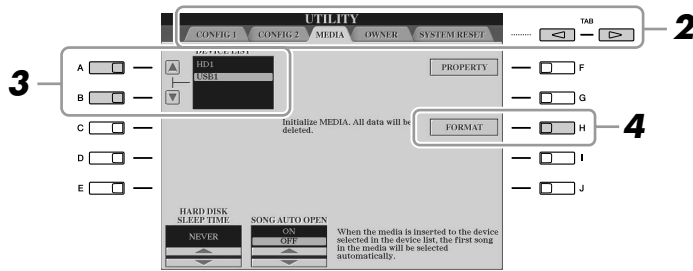 UTILITY
CONFIG 1 CONFIG 2 MEDIA OWNER SYSTEM RESET
TAB
2
DEVICE LIST
HD1
USB1
PROPERTY
3
A
B
C
D
E
F
G
H
I
J
4
Initialize MEDIA. All data will be
deleted.
FORMAT
HARD DISK
SLEEP TIME
NEVER
SONG AUTO OPEN
ON
OFF
When the media is inserted to the device
selected in the device list, the first song
in the media will be selected
automatically.